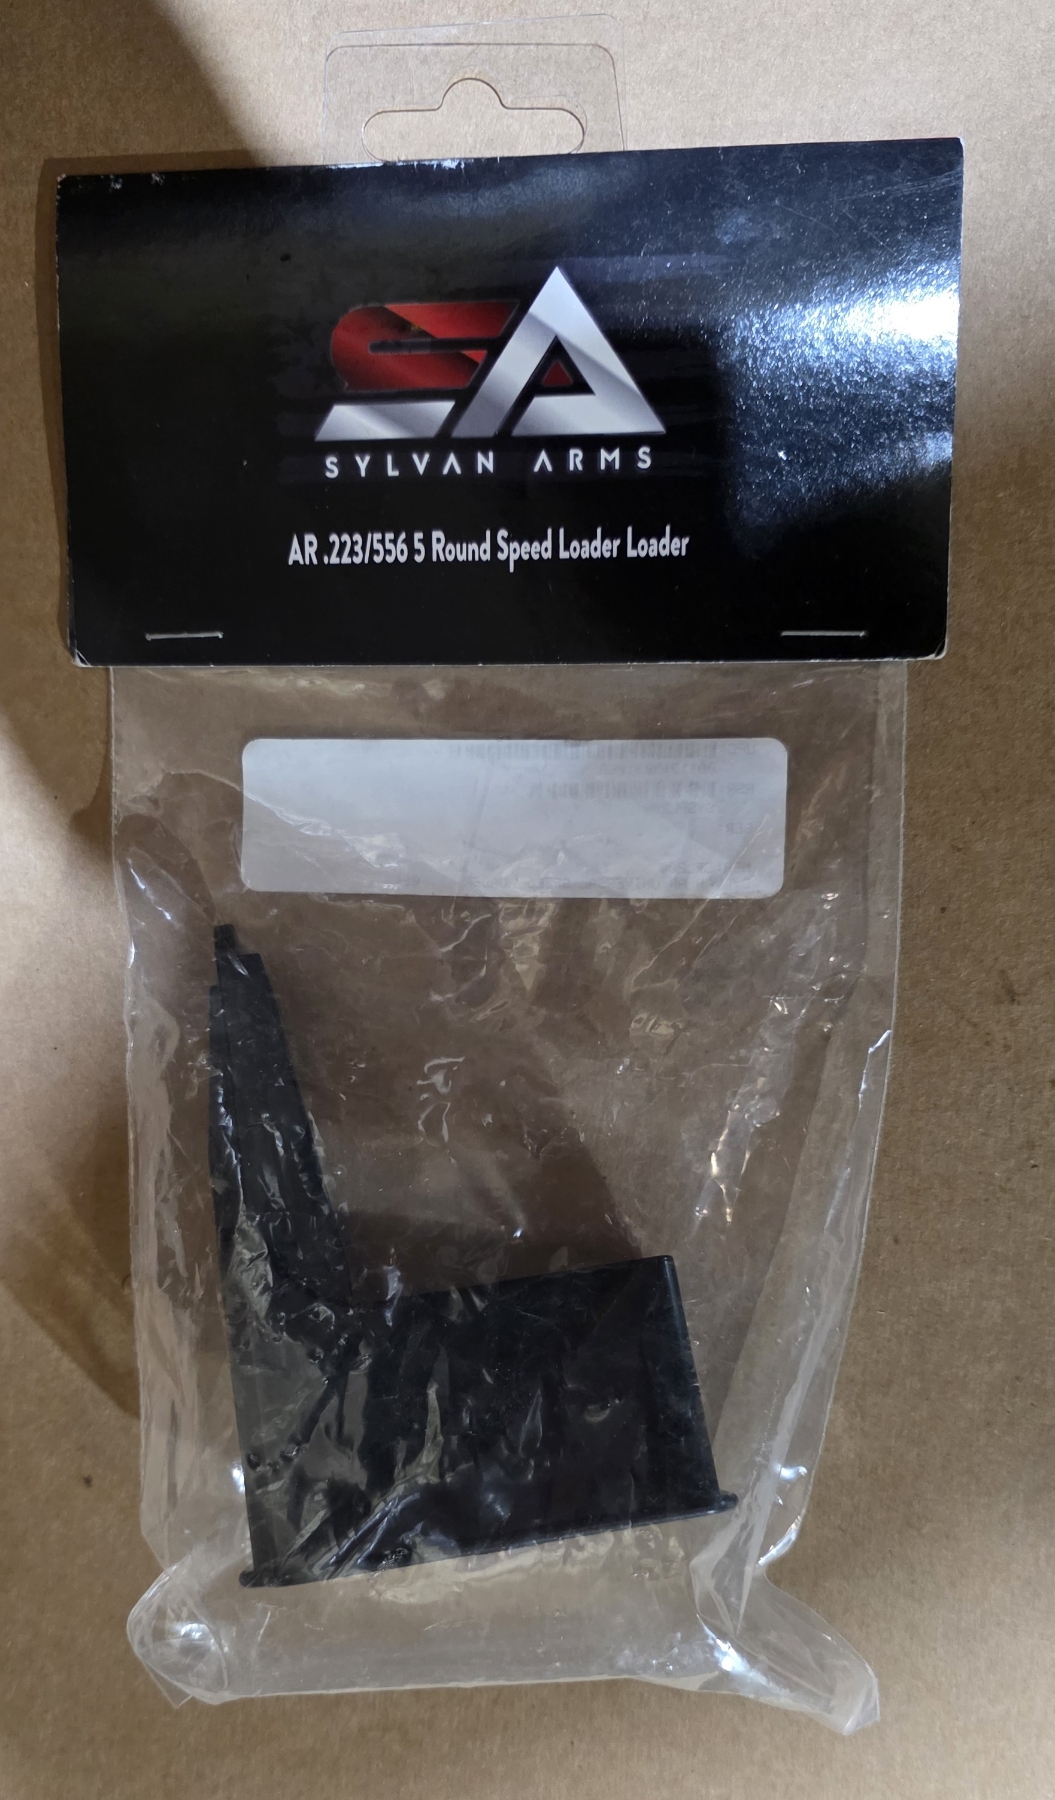 SA
SYLVAN ARMS
AR .223/556 5 Round Speed Loader Loader